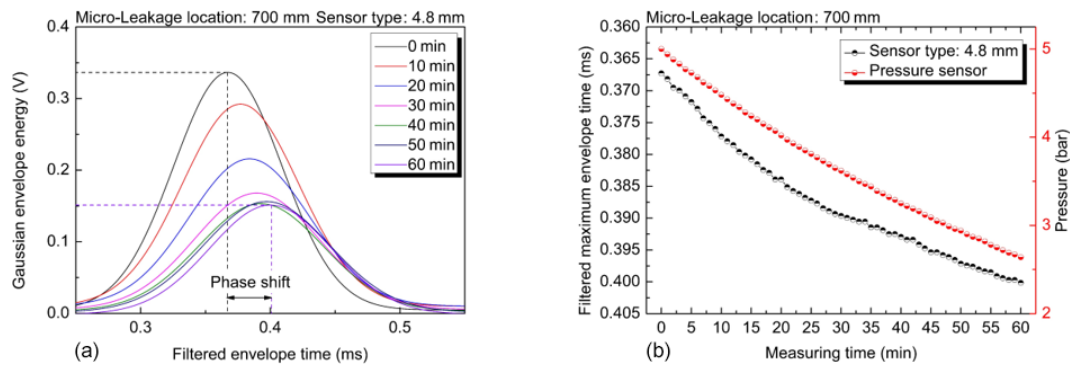 Micro-Leakage location: 700 mm Sensor type: 4.8 mm
0.4
0.3
0.2
0.1
0.0
Gaussian envelope energy (V)
0 min
10 min
20 min
30 min
40 min
50 min
60 min
Phase shift
0.3 0.4 0.5
(a) Filtered envelope time (ms)
Micro-Leakage location: 700 mm
0.360
0.365
0.370
0.375
0.380
0.385
0.390
0.395
0.400
0.405
Filtered maximum envelope time (ms)
Sensor type: 4.8 mm
Pressure sensor
5
4
3
2
Pressure (bar)
0 5 10 15 20 25 30 35 40 45 50 55 60
(b) Measuring time (min)